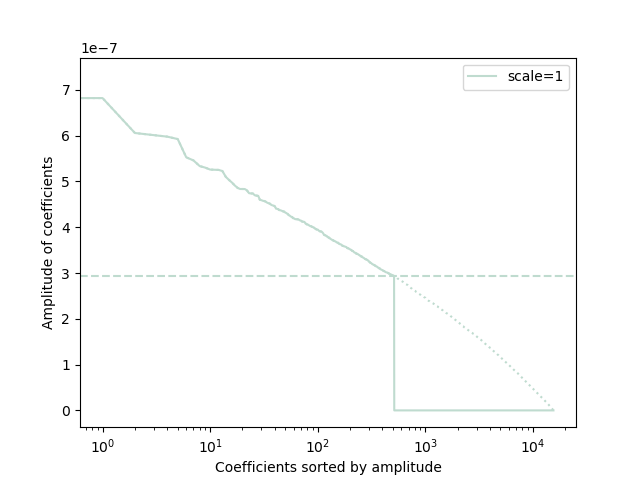 1e−7
scale=1
7
6
5
4
3
2
1
0
10⁰ 10¹ 10² 10³ 10⁴
Amplitude of coefficients
Coefficients sorted by amplitude